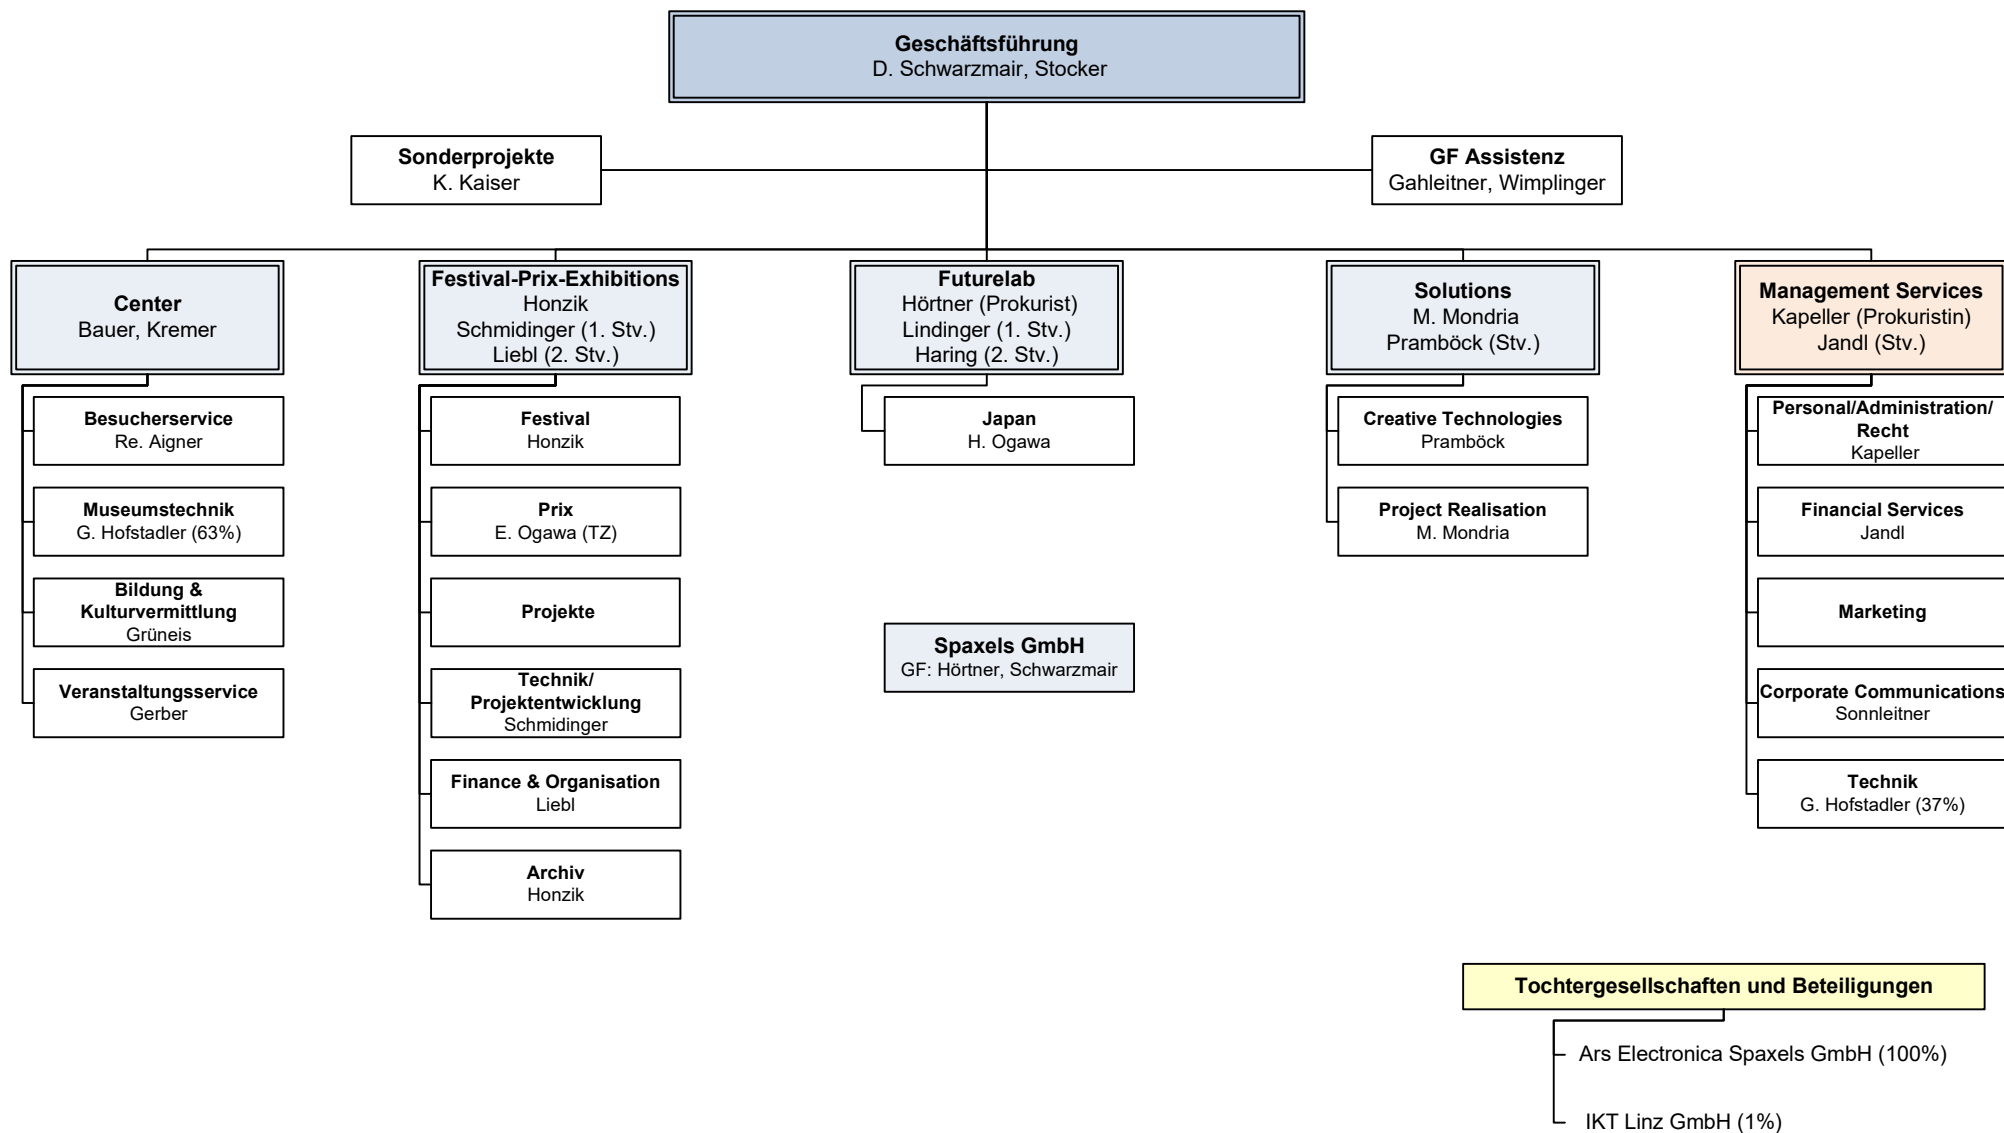 Geschäftsführung
D. Schwarzmair, Stocker
Sonderprojekte
K. Kaiser
GF Assistenz
Gahleitner, Wimplinger
Center
Bauer, Kremer
Festival-Prix-Exhibitions
Honzik
Schmidinger (1. Stv.)
Liebl (2. Stv.)
Futurelab
Hörtner (Prokurist)
Lindinger (1. Stv.)
Haring (2. Stv.)
Solutions
M. Mondria
Pramböck (Stv.)
Management Services
Kapeller (Prokuristin)
Jandl (Stv.)
Besucherservice
Re. Aigner
Museumstechnik
G. Hofstadler (63%)
Bildung &
Kulturvermittlung
Grüneis
Veranstaltungsservice
Gerber
Festival
Honzik
Prix
E. Ogawa (TZ)
Projekte
Technik/
Projektentwicklung
Schmidinger
Finance & Organisation
Liebl
Archiv
Honzik
Japan
H. Ogawa
Spaxels GmbH
GF: Hörtner, Schwarzmair
Creative Technologies
Pramböck
Project Realisation
M. Mondria
Personal/Administration/
Recht
Kapeller
Financial Services
Jandl
Marketing
Corporate Communications
Sonnleitner
Technik
G. Hofstadler (37%)
Tochtergesellschaften und Beteiligungen
Ars Electronica Spaxels GmbH (100%)
IKT Linz GmbH (1%)